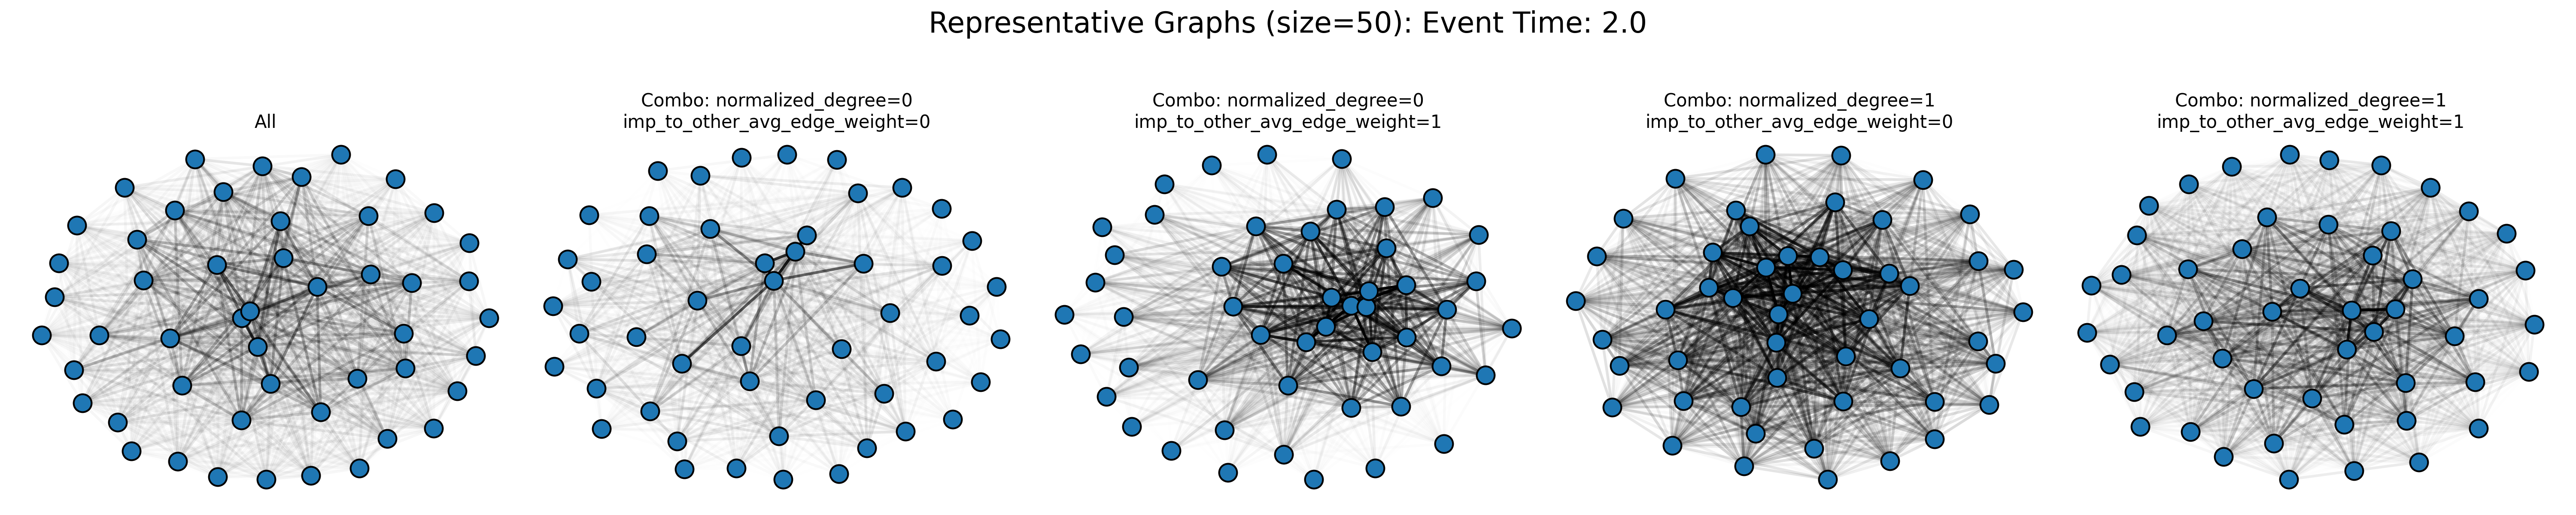 Representative Graphs (size=50): Event Time: 2.0
All
Combo: normalized_degree=0
imp_to_other_avg_edge_weight=0
Combo: normalized_degree=0
imp_to_other_avg_edge_weight=1
Combo: normalized_degree=1
imp_to_other_avg_edge_weight=0
Combo: normalized_degree=1
imp_to_other_avg_edge_weight=1